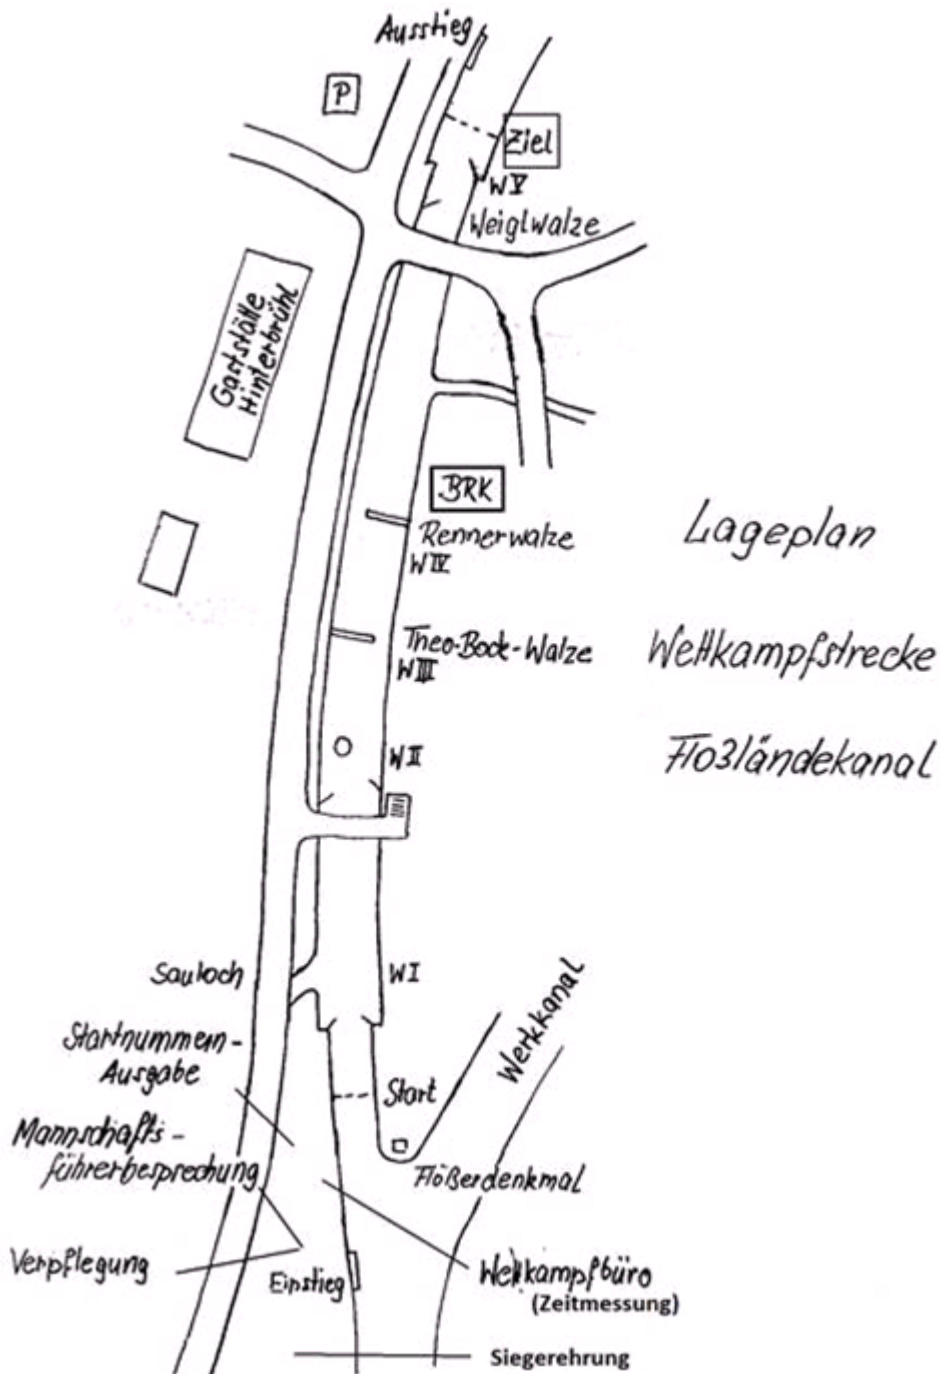 Ausstieg
P
Ziel
W V
Weiglwalze
Gaststätte
Hinterbrühl
BRK
Rennerwalze
W IV
Lageplan
Theo-Bock-Walze
W III
Wettkampfstrecke
W II
Floßländekanal
Sauloch
W I
Werkkanal
Startnummern-
Ausgabe
Start
Mannschafts-
führerbesprechung
Flößerdenkmal
Verpflegung
Einstieg
Wettkampfbüro
(Zeitmessung)
Siegerehrung